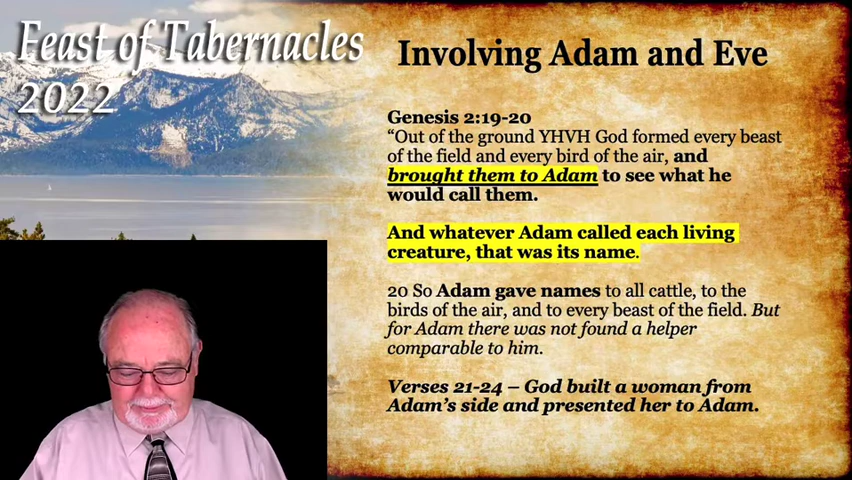 Feast of Tabernacles
2022
Involving Adam and Eve
Genesis 2:19-20
“Out of the ground YHVH God formed every beast
of the field and every bird of the air, and
brought them to Adam to see what he
would call them.
And whatever Adam called each living
creature, that was its name.
20 So Adam gave names to all cattle, to the
birds of the air, and to every beast of the field. But
for Adam there was not found a helper
comparable to him.
Verses 21-24 – God built a woman from
Adam’s side and presented her to Adam.